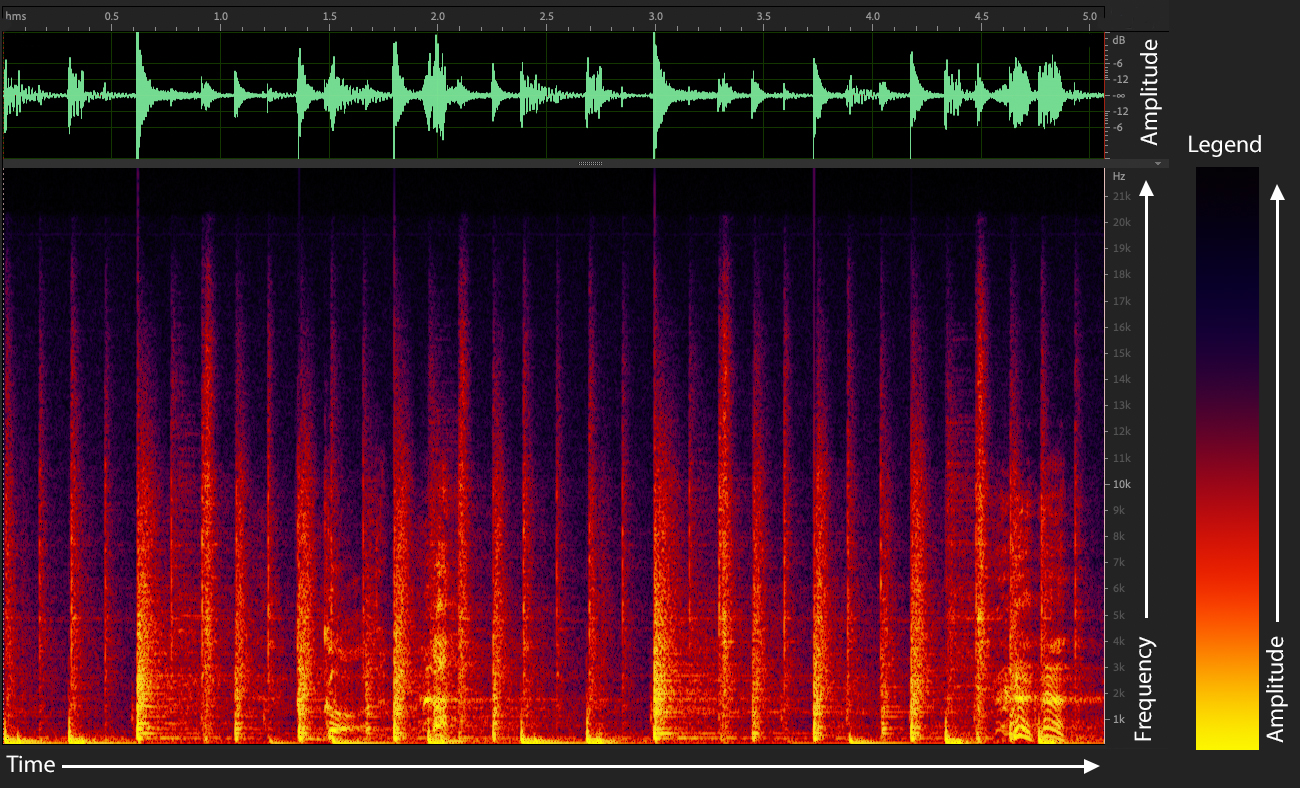 hms 0.5 1.0 1.5 2.0 2.5 3.0 3.5 4.0 4.5 5.0
dB
-6
-12
-∞
-12
-6
Amplitude
Legend
Hz
21k
20k
19k
18k
17k
16k
15k
14k
13k
12k
11k
10k
9k
8k
7k
6k
5k
4k
3k
2k
1k
Frequency
Amplitude
Time